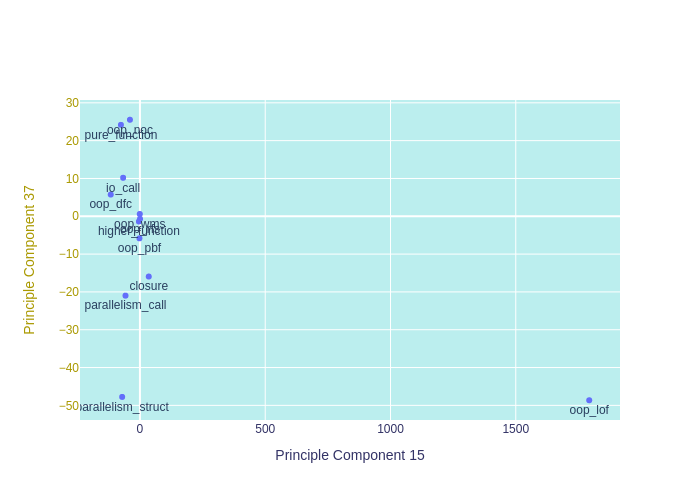 30
20
10
0
−10
−20
−30
−40
−50
Principle Component 37
oop_noc
pure_function
io_call
oop_dfc
oop_wms
higher_function
oop_pbf
closure
parallelism_call
parallelism_struct
oop_lof
0
500
1000
1500
Principle Component 15